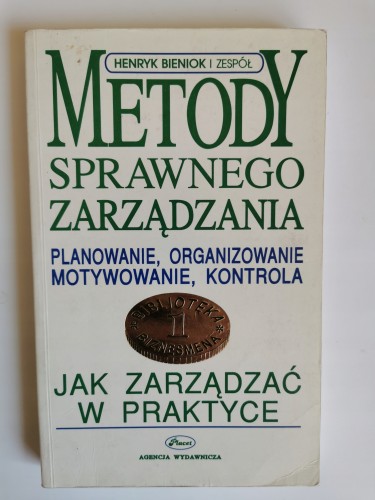 HENRYK BIENIOK I ZESPÓŁ
METODY
SPRAWNEGO
ZARZĄDZANIA
PLANOWANIE, ORGANIZOWANIE
MOTYWOWANIE, KONTROLA
BIBLIOTEKA
1
BIZNESMENA
JAK ZARZĄDZAĆ
W PRAKTYCE
Placet
AGENCJA WYDAWNICZA